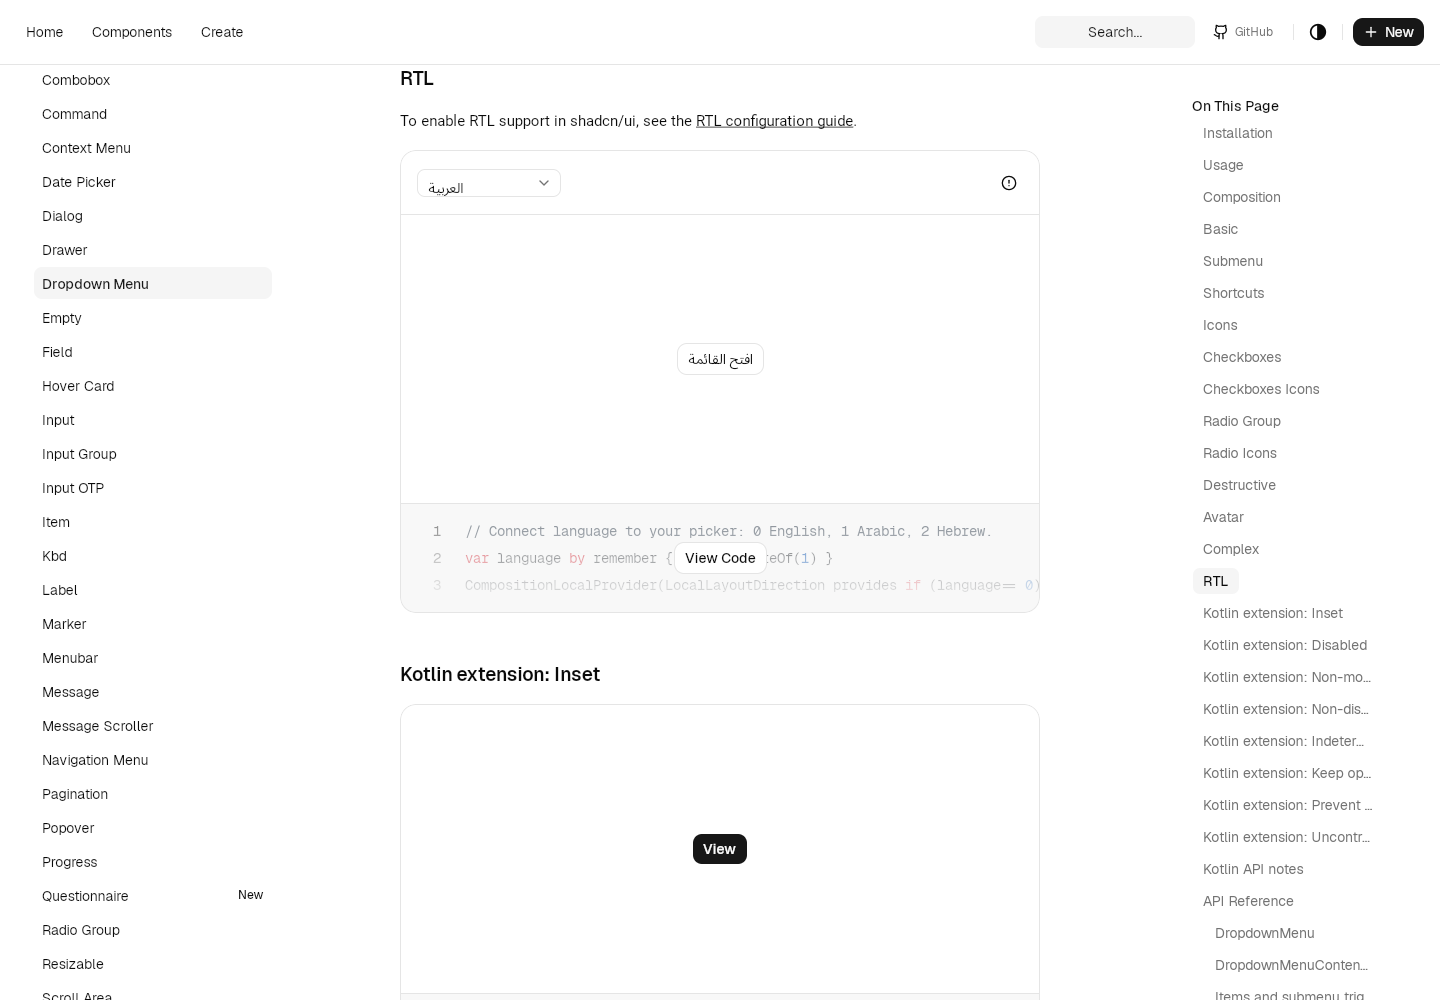 Home
Components
Create
Search...
GitHub
New
Combobox
Command
Context Menu
Date Picker
Dialog
Drawer
Dropdown Menu
Empty
Field
Hover Card
Input
Input Group
Input OTP
Item
Kbd
Label
Marker
Menubar
Message
Message Scroller
Navigation Menu
Pagination
Popover
Progress
Questionnaire New
Radio Group
Resizable
Scroll Area
RTL
To enable RTL support in shadcn/ui, see the RTL configuration guide.
العربية
افتح القائمة
1 // Connect language to your picker: 0 English, 1 Arabic, 2 Hebrew.
2 var language by remember { teOf(1) }
View Code
3 CompositionLocalProvider(LocalLayoutDirection provides if (language== 0)
Kotlin extension: Inset
View
On This Page
Installation
Usage
Composition
Basic
Submenu
Shortcuts
Icons
Checkboxes
Checkboxes Icons
Radio Group
Radio Icons
Destructive
Avatar
Complex
RTL
Kotlin extension: Inset
Kotlin extension: Disabled
Kotlin extension: Non-mo...
Kotlin extension: Non-dis...
Kotlin extension: Indeter...
Kotlin extension: Keep op...
Kotlin extension: Prevent ...
Kotlin extension: Uncontr...
Kotlin API notes
API Reference
DropdownMenu
DropdownMenuConten...
Items and submenu trig...